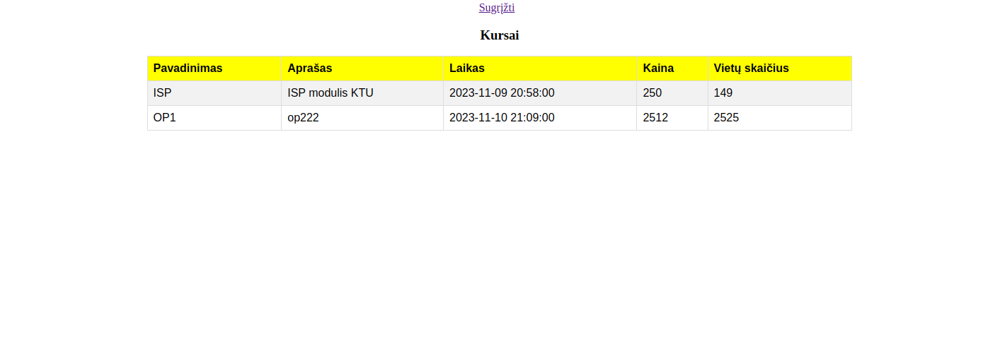 Sugrįžti
Kursai
Pavadinimas Aprašas Laikas Kaina Vietų skaičius
ISP ISP modulis KTU 2023-11-09 20:58:00 250 149
OP1 op222 2023-11-10 21:09:00 2512 2525